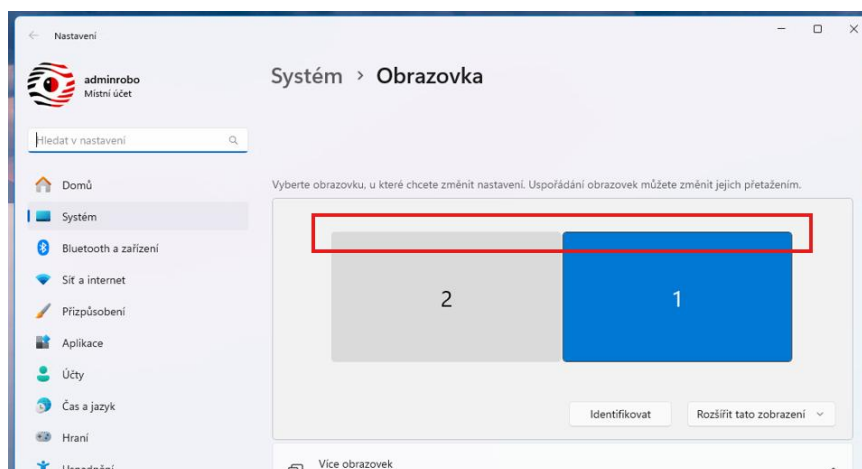 Nastavení
adminrobo
Místní účet
Hledat v nastavení
Domů
Systém
Bluetooth a zařízení
Síť a internet
Přizpůsobení
Aplikace
Účty
Čas a jazyk
Hraní
Systém > Obrazovka
Vyberte obrazovku, u které chcete změnit nastavení. Uspořádání obrazovek můžete změnit jejich přetažením.
2
1
Identifikovat
Rozšířit tato zobrazení
Více obrazovek